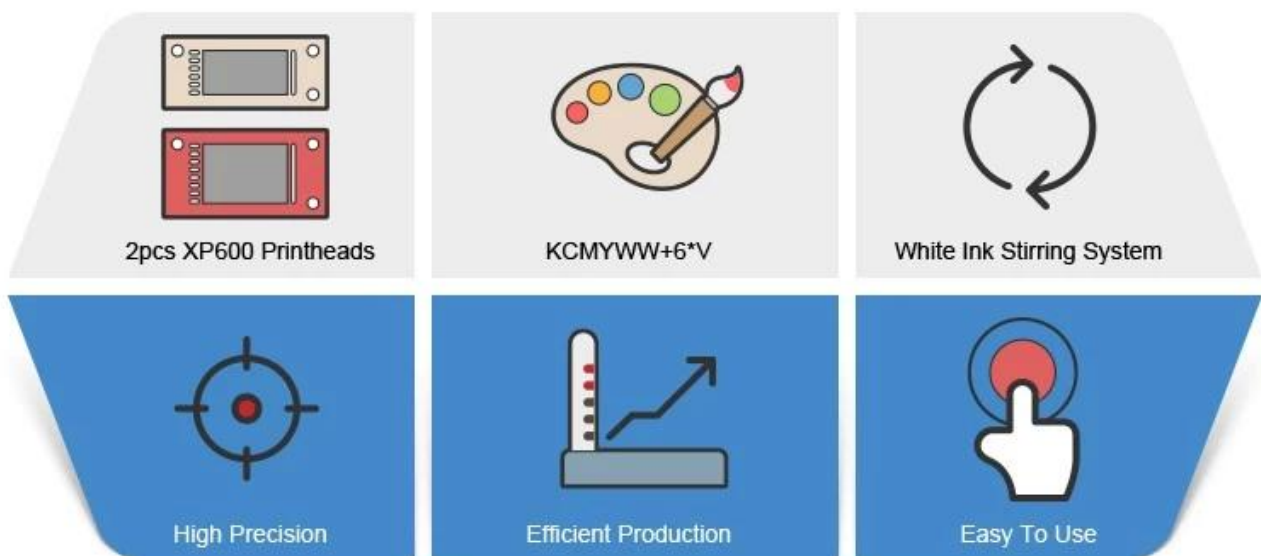 2pcs XP600 Printheads
KCMYWW+6*V
White Ink Stirring System
High Precision
Efficient Production
Easy To Use